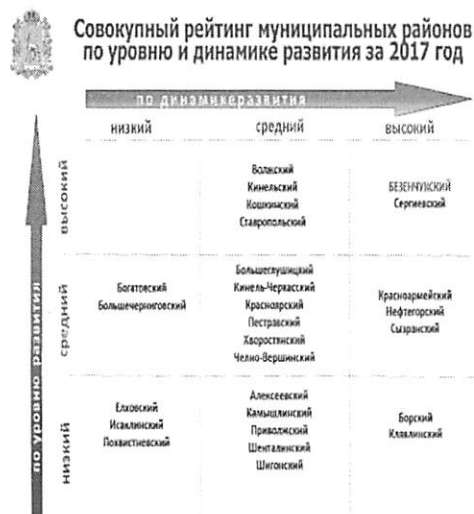 Совокупный рейтинг муниципальных районов
по уровню и динамике развития за 2017 год
по динамикеразвития
низкий
средний
высокий
по уровню развития
высокий
Волжский
Кинельский
Кошкинский
Ставропольский
БЕЗЕНЧУКСКИЙ
Сергиевский
средний
Богатовский
Большечерниговский
Большеглушицкий
Кинель-Черкасский
Красноярский
Пестравский
Хворостянский
Челно-Вершинский
Красноармейский
Нефтегорский
Сызранский
низкий
Елховский
Исаклинский
Похвистневский
Алексеевский
Камышлинский
Приволжский
Шенталинский
Шигонский
Борский
Клявлинский